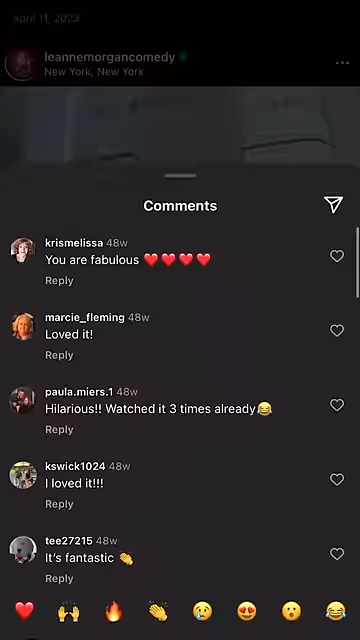 april 11, 2023
leannemorgancomedy
New York, New York
Comments
krismelissa 48w
You are fabulous ❤️❤️❤️❤️
Reply
marcie_fleming 48w
Loved it!
Reply
paula.miers.1 48w
Hilarious!! Watched it 3 times already😂
Reply
kswick1024 48w
I loved it!!!
Reply
tee27215 48w
It's fantastic 👏
Reply